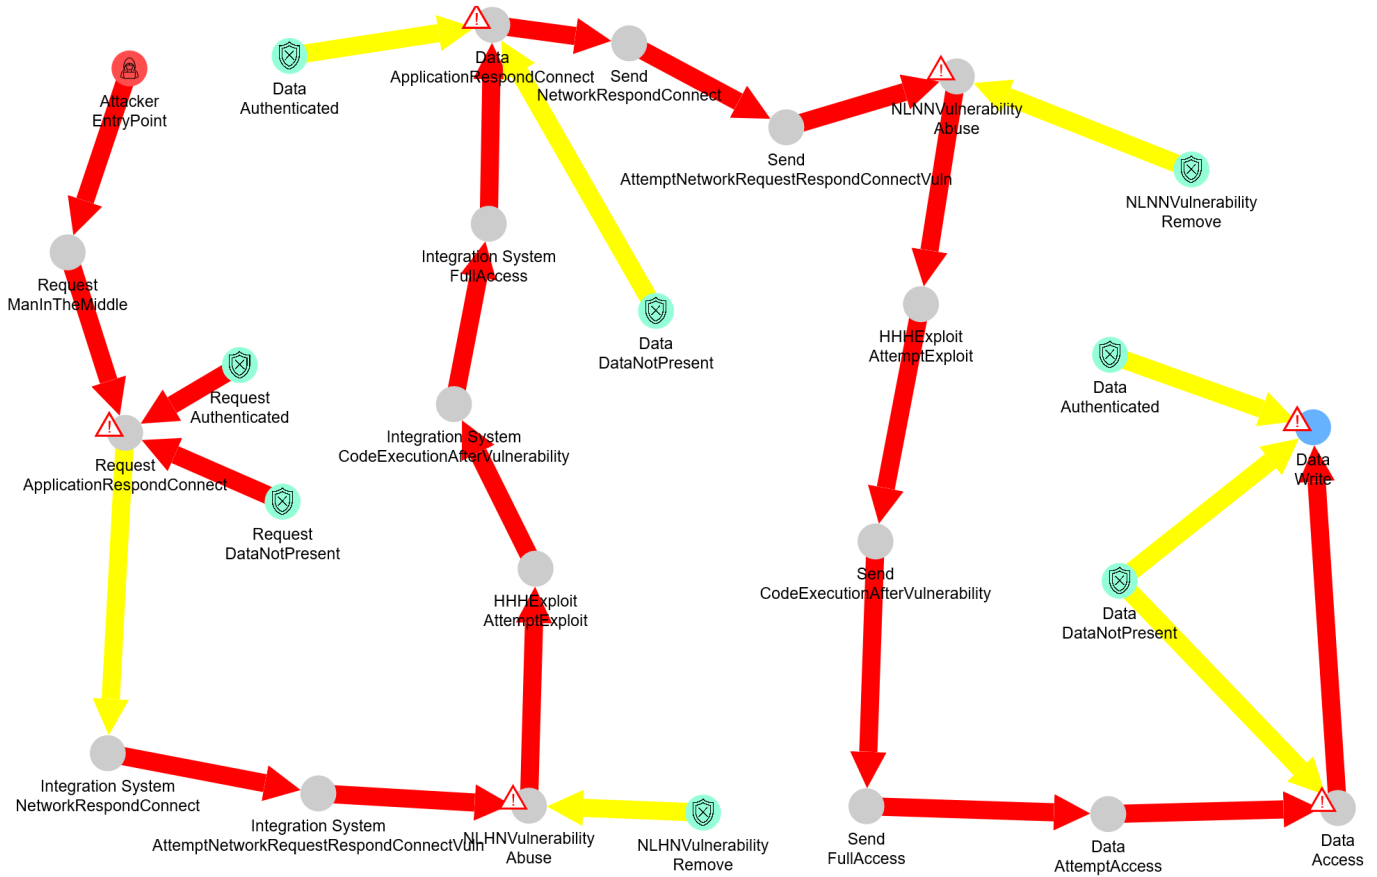 Attacker
EntryPoint
Data
Authenticated
Data
ApplicationRespondConnect
Send
NetworkRespondConnect
NLNNVulnerability
Abuse
Send
AttemptNetworkRequestRespondConnectVuln
NLNNVulnerability
Remove
Request
ManInTheMiddle
Integration System
FullAccess
Data
DataNotPresent
HHHExploit
AttemptExploit
Request
Authenticated
Data
Authenticated
Integration System
CodeExecutionAfterVulnerability
Request
ApplicationRespondConnect
Data
Write
Request
DataNotPresent
Send
CodeExecutionAfterVulnerability
HHHExploit
AttemptExploit
Data
DataNotPresent
Integration System
NetworkRespondConnect
Integration System
AttemptNetworkRequestRespondConnectVuln
NLHNVulnerability
Abuse
NLHNVulnerability
Remove
Send
FullAccess
Data
AttemptAccess
Data
Access